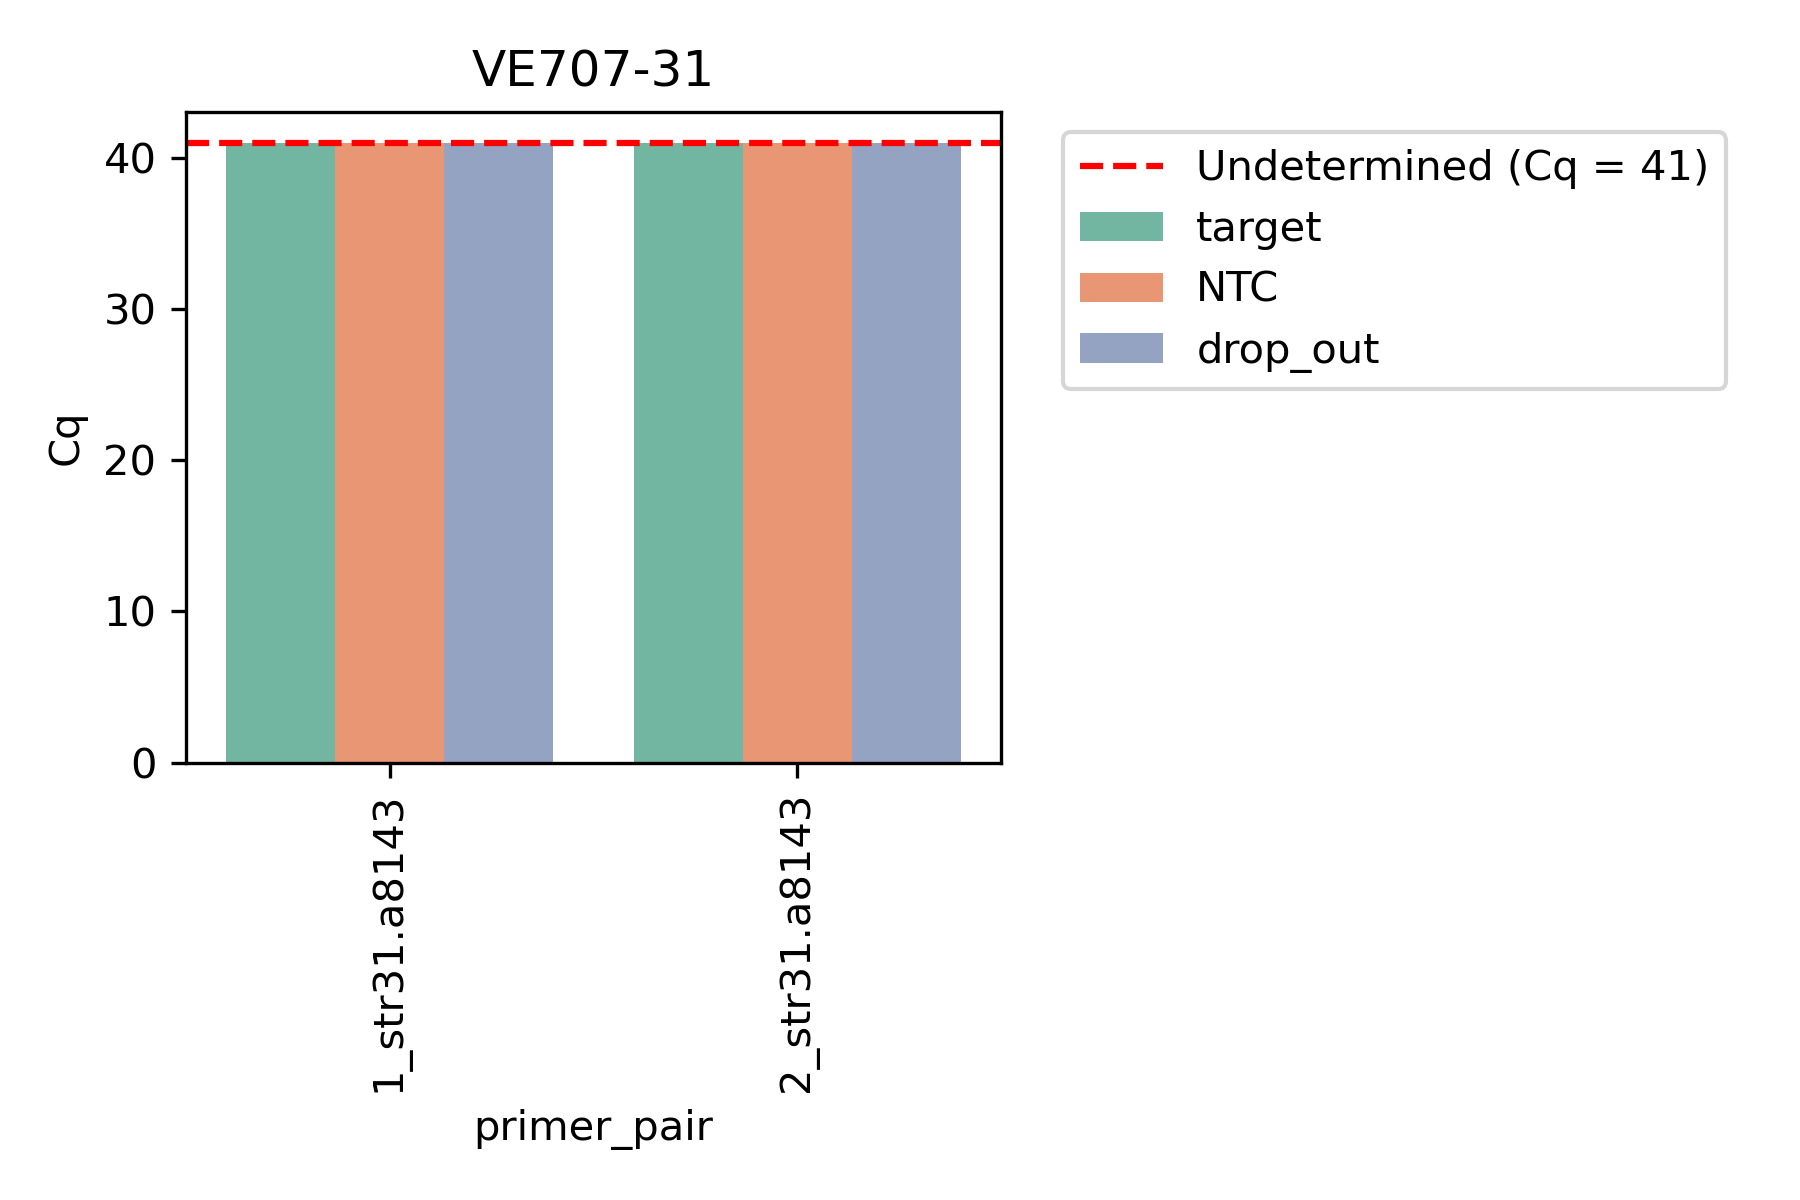 VE707-31
Undetermined (Cq = 41)
target
NTC
drop_out
Cq
40
30
20
10
0
1_str31.a8143
2_str31.a8143
primer_pair